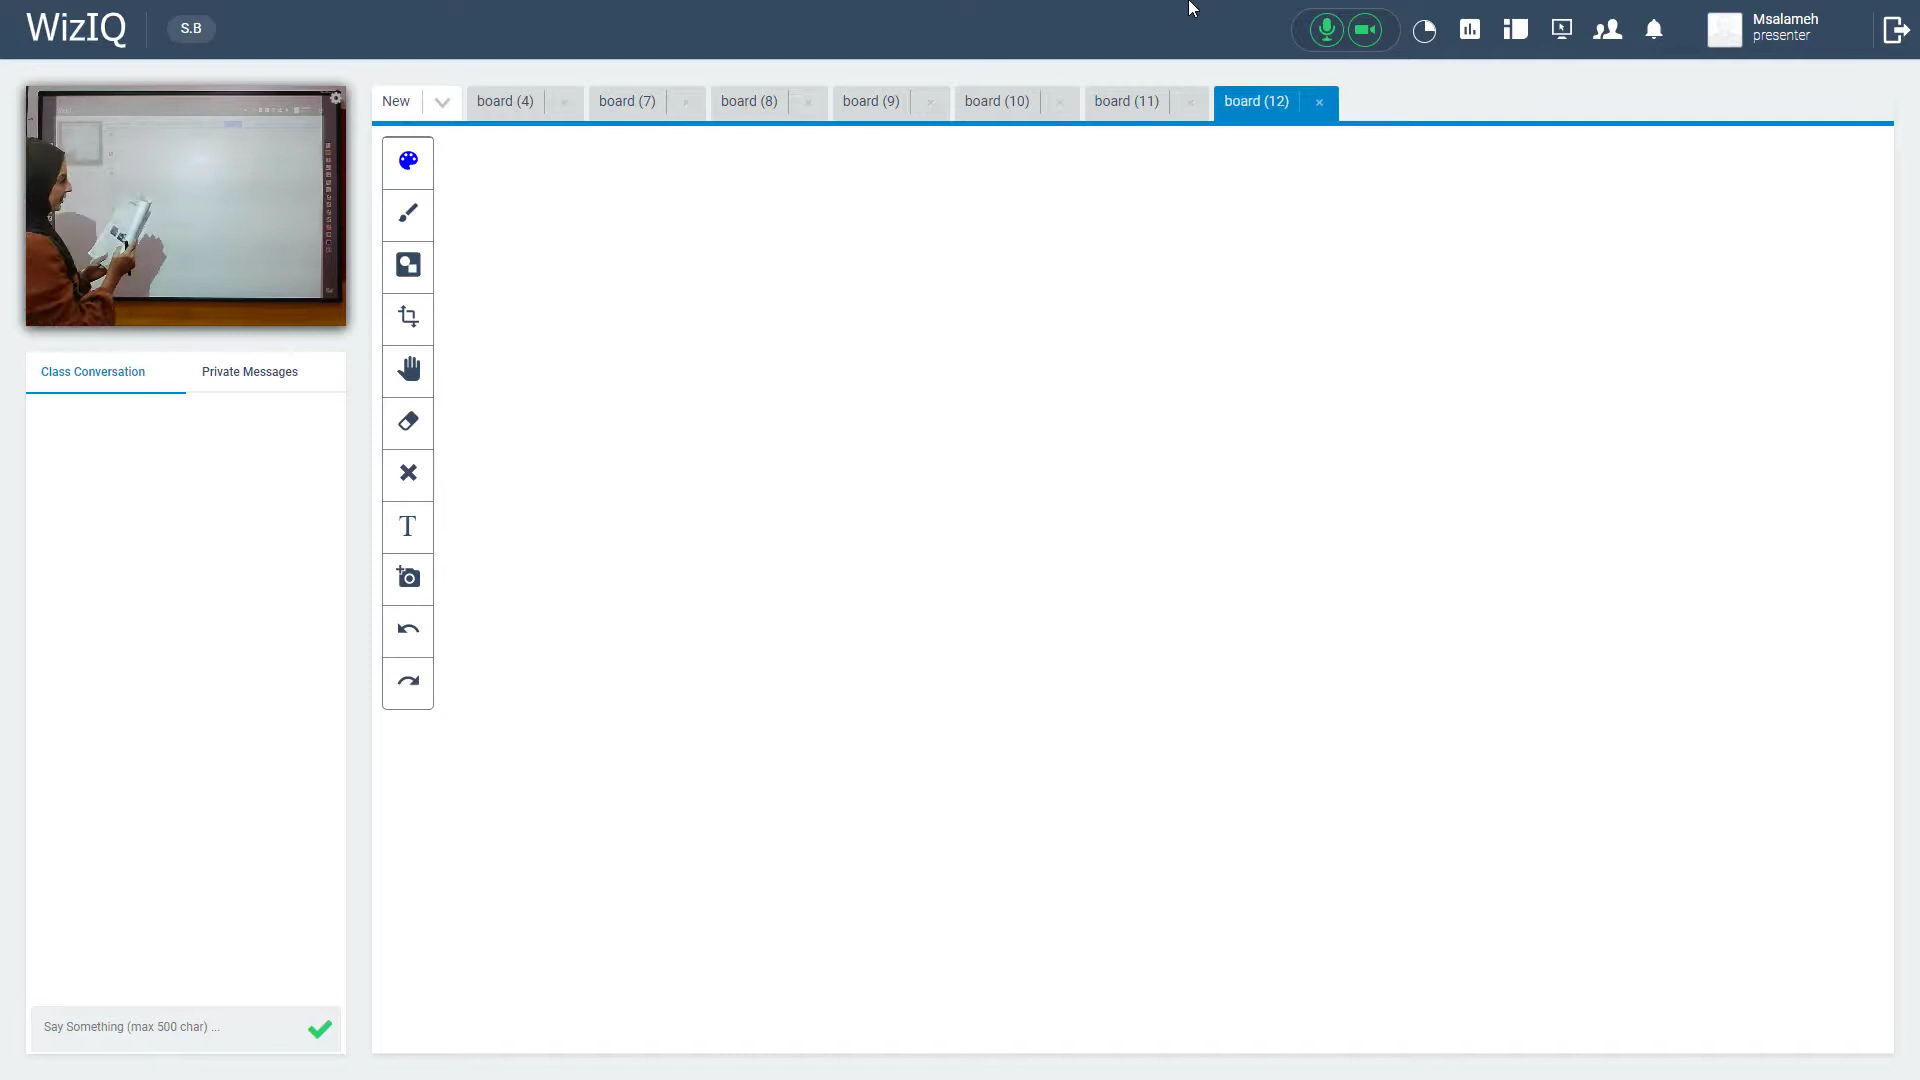 WizIQ
S.B
Msalameh
presenter
New
board (4)
board (7)
board (8)
board (9)
board (10)
board (11)
board (12)
Class Conversation
Private Messages
T
Say Something (max 500 char) ...